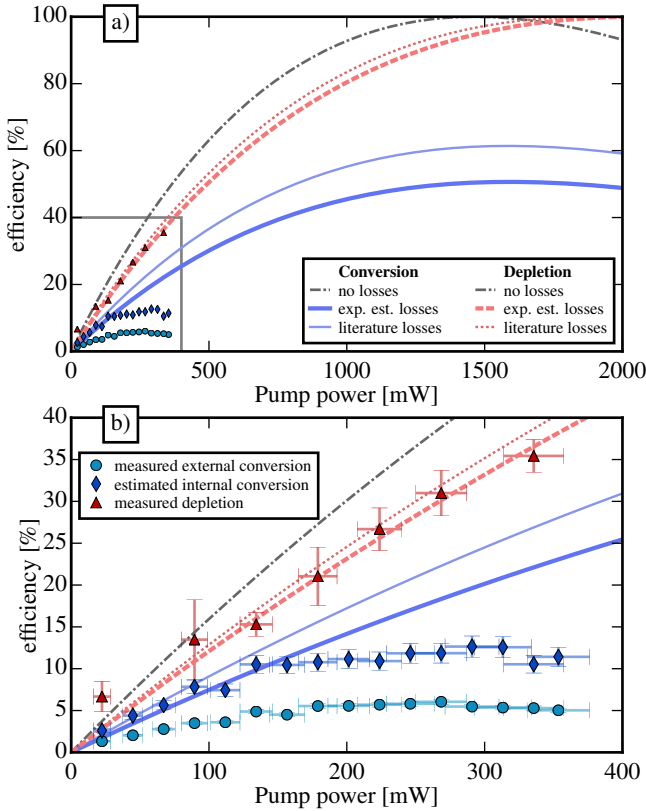 a)
100
80
60
40
20
0
efficiency [%]
Conversion Depletion
no losses no losses
exp. est. losses exp. est. losses
literature losses literature losses
500 1000 1500 2000
Pump power [mW]
b)
40
35
30
25
20
15
10
5
0
efficiency [%]
measured external conversion
estimated internal conversion
measured depletion
0 100 200 300 400
Pump power [mW]